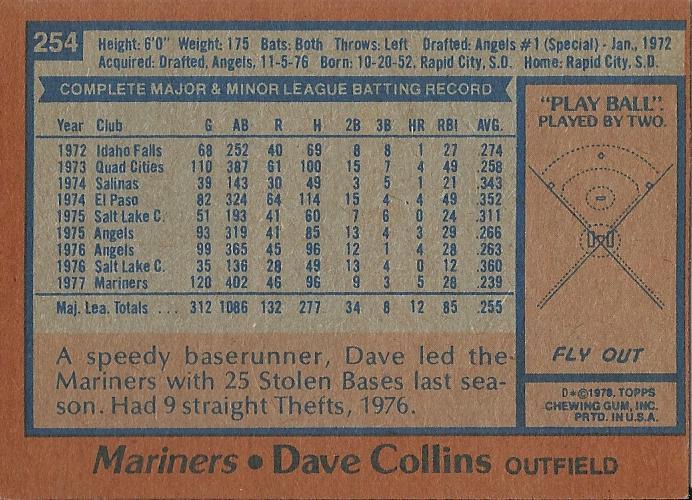 254
Height: 6'0" Weight: 175 Bats: Both Throws: Left Drafted: Angels #1 (Special) - Jan., 1972
Acquired: Drafted, Angels, 11-5-76 Born: 10-20-52, Rapid City, S.D. Home: Rapid City, S.D.
COMPLETE MAJOR & MINOR LEAGUE BATTING RECORD
Year Club G AB R H 2B 3B HR RBI AVG.
1972 Idaho Falls 68 252 40 69 8 8 1 27 .274
1973 Quad Cities 110 387 61 100 15 7 4 49 .258
1974 Salinas 39 143 30 49 3 5 1 21 .343
1974 El Paso 82 324 64 114 15 4 4 49 .352
1975 Salt Lake C. 51 193 41 60 7 6 0 24 .311
1975 Angels 93 319 41 85 13 4 3 29 .266
1976 Angels 99 365 45 96 12 1 4 28 .263
1976 Salt Lake C. 35 136 28 49 13 4 0 12 .360
1977 Mariners 120 402 46 96 9 3 5 28 .239
Maj. Lea. Totals ... 312 1086 132 277 34 8 12 85 .255
A speedy baserunner, Dave led the
Mariners with 25 Stolen Bases last sea-
son. Had 9 straight Thefts, 1976.
"PLAY BALL".
PLAYED BY TWO.
FLY OUT
D*©1978, TOPPS
CHEWING GUM, INC.
PRTD. IN U.S.A.
Mariners • Dave Collins OUTFIELD